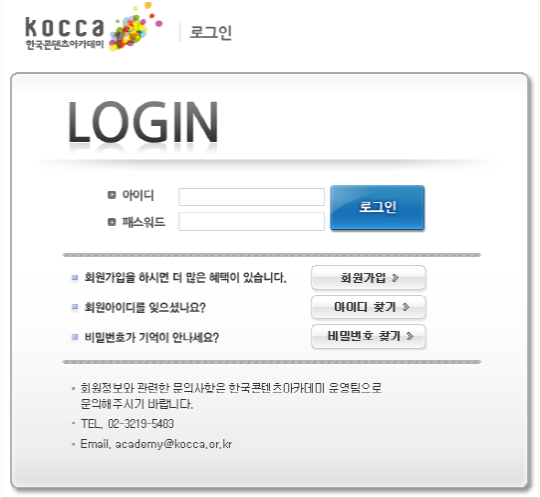 kocca
한국콘텐츠아카데미
로그인
LOGIN
아이디
패스워드
로그인
회원가입을 하시면 더 많은 혜택이 있습니다.
회원가입 》
회원아이디를 잊으셨나요?
아이디 찾기 》
비밀번호가 기억이 안나세요?
비밀번호 찾기 》
회원정보와 관련한 문의사항은 한국콘텐츠아카데미 운영팀으로
문의해주시기 바랍니다.
TEL. 02-3219-5483
Email. academy@kocca.or.kr